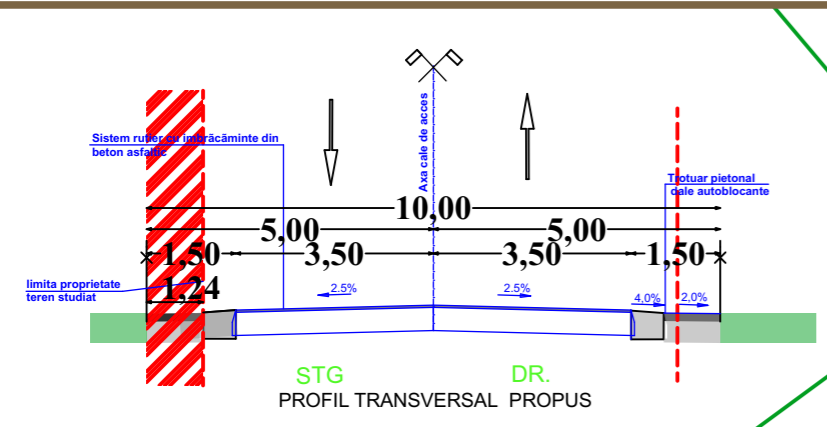 Axa cale de acces
Sistem rutier cu îmbrăcăminte din
beton asfaltic
Trotuar pietonal
dale autoblocante
10,00
5,00
5,00
1,50
3,50
3,50
1,50
limita proprietate
teren studiat
1,24
2.5%
2.5%
4,0%
2,0%
STG
DR.
PROFIL TRANSVERSAL PROPUS